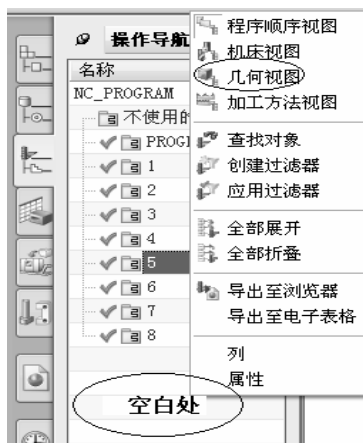 操作导航
名称
NC_PROGRAM
不使用的
PROG
1
2
3
4
5
6
7
8
空白处
程序顺序视图
机床视图
几何视图
加工方法视图
查找对象
创建过滤器
应用过滤器
全部展开
全部折叠
导出至浏览器
导出至电子表格
列
属性